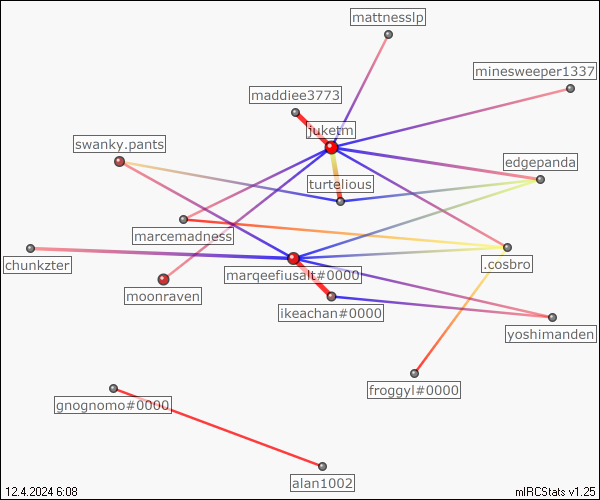 mattnesslp
minesweeper1337
maddiee3773
juketm
swanky.pants
edgepanda
turtelious
marcemadness
chunkzter
marqeefiusalt#0000
.cosbro
moonraven
ikeachan#0000
yoshimanden
froggyl#0000
gnognomo#0000
alan1002
12.4.2024 6:08
mIRCStats v1.25